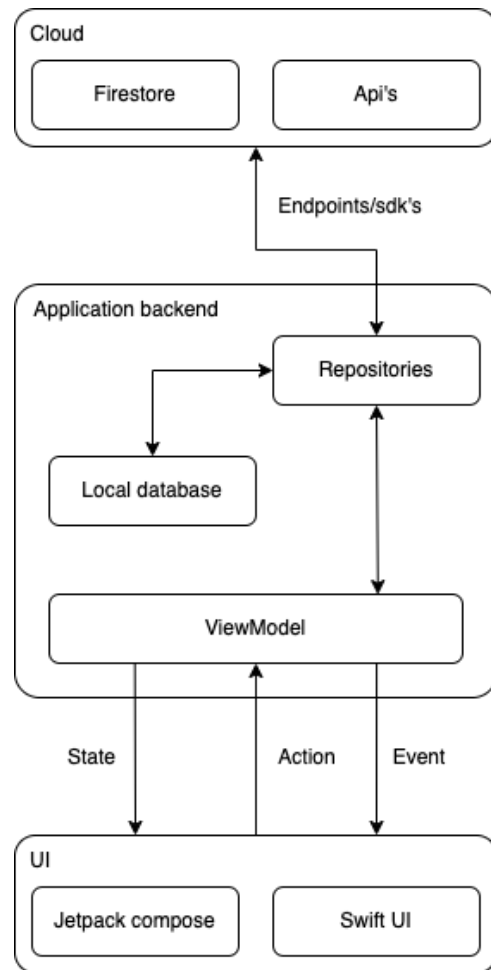 Cloud
Firestore
Api's
Endpoints/sdk's
Application backend
Repositories
Local database
ViewModel
State
Action
Event
UI
Jetpack compose
Swift UI